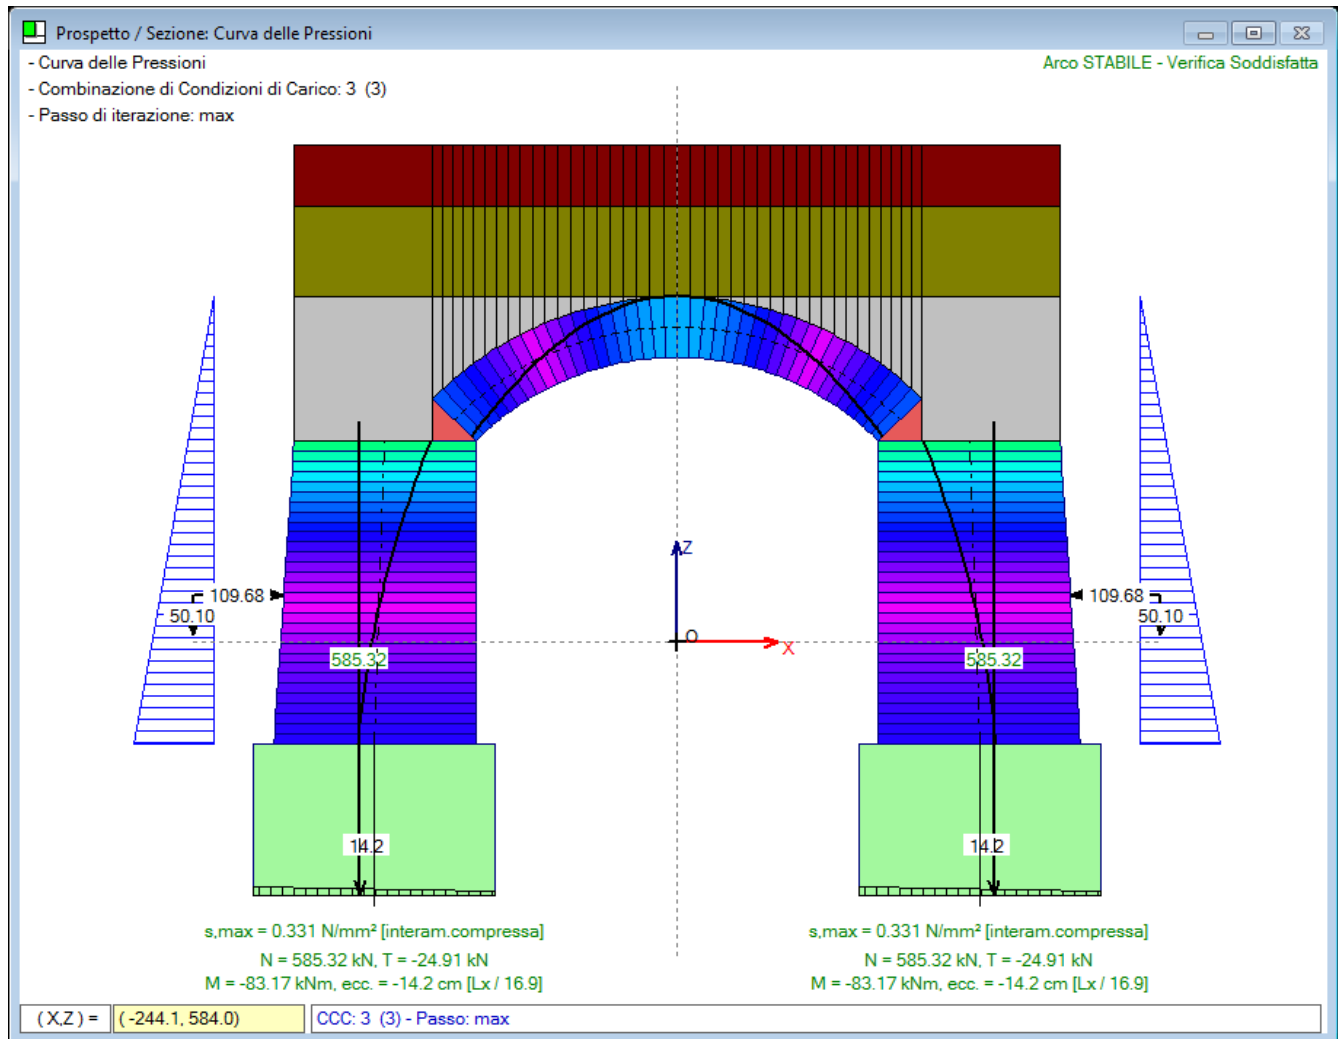 Prospetto / Sezione: Curva delle Pressioni
- Curva delle Pressioni
Arco STABILE - Verifica Soddisfatta
- Combinazione di Condizioni di Carico: 3 (3)
- Passo di iterazione: max
Z
109.68
109.68
50.10
50.10
O
X
585.32
585.32
14.2
14.2
s,max = 0.331 N/mm² [interam.compressa]
s,max = 0.331 N/mm² [interam.compressa]
N = 585.32 kN, T = -24.91 kN
N = 585.32 kN, T = -24.91 kN
M = -83.17 kNm, ecc. = -14.2 cm [Lx / 16.9]
M = -83.17 kNm, ecc. = -14.2 cm [Lx / 16.9]
( X,Z ) = ( -244.1, 584.0) CCC: 3 (3) - Passo: max